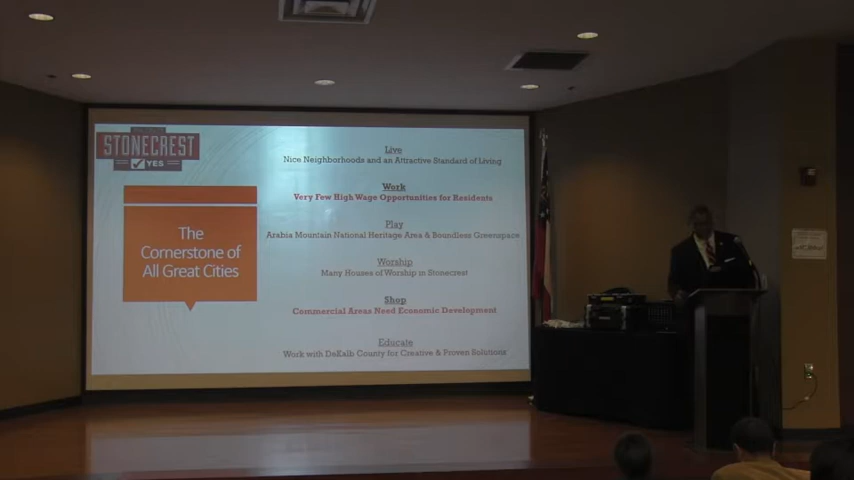 STONECREST
YES
The
Cornerstone of
All Great Cities
Live
Nice Neighborhoods and an Attractive Standard of Living
Work
Very Few High Wage Opportunities for Residents
Play
Arabia Mountain National Heritage Area & Boundless Greenspace
Worship
Many Houses of Worship in Stonecrest
Shop
Commercial Areas Need Economic Development
Educate
Work with DeKalb County for Creative & Proven Solutions